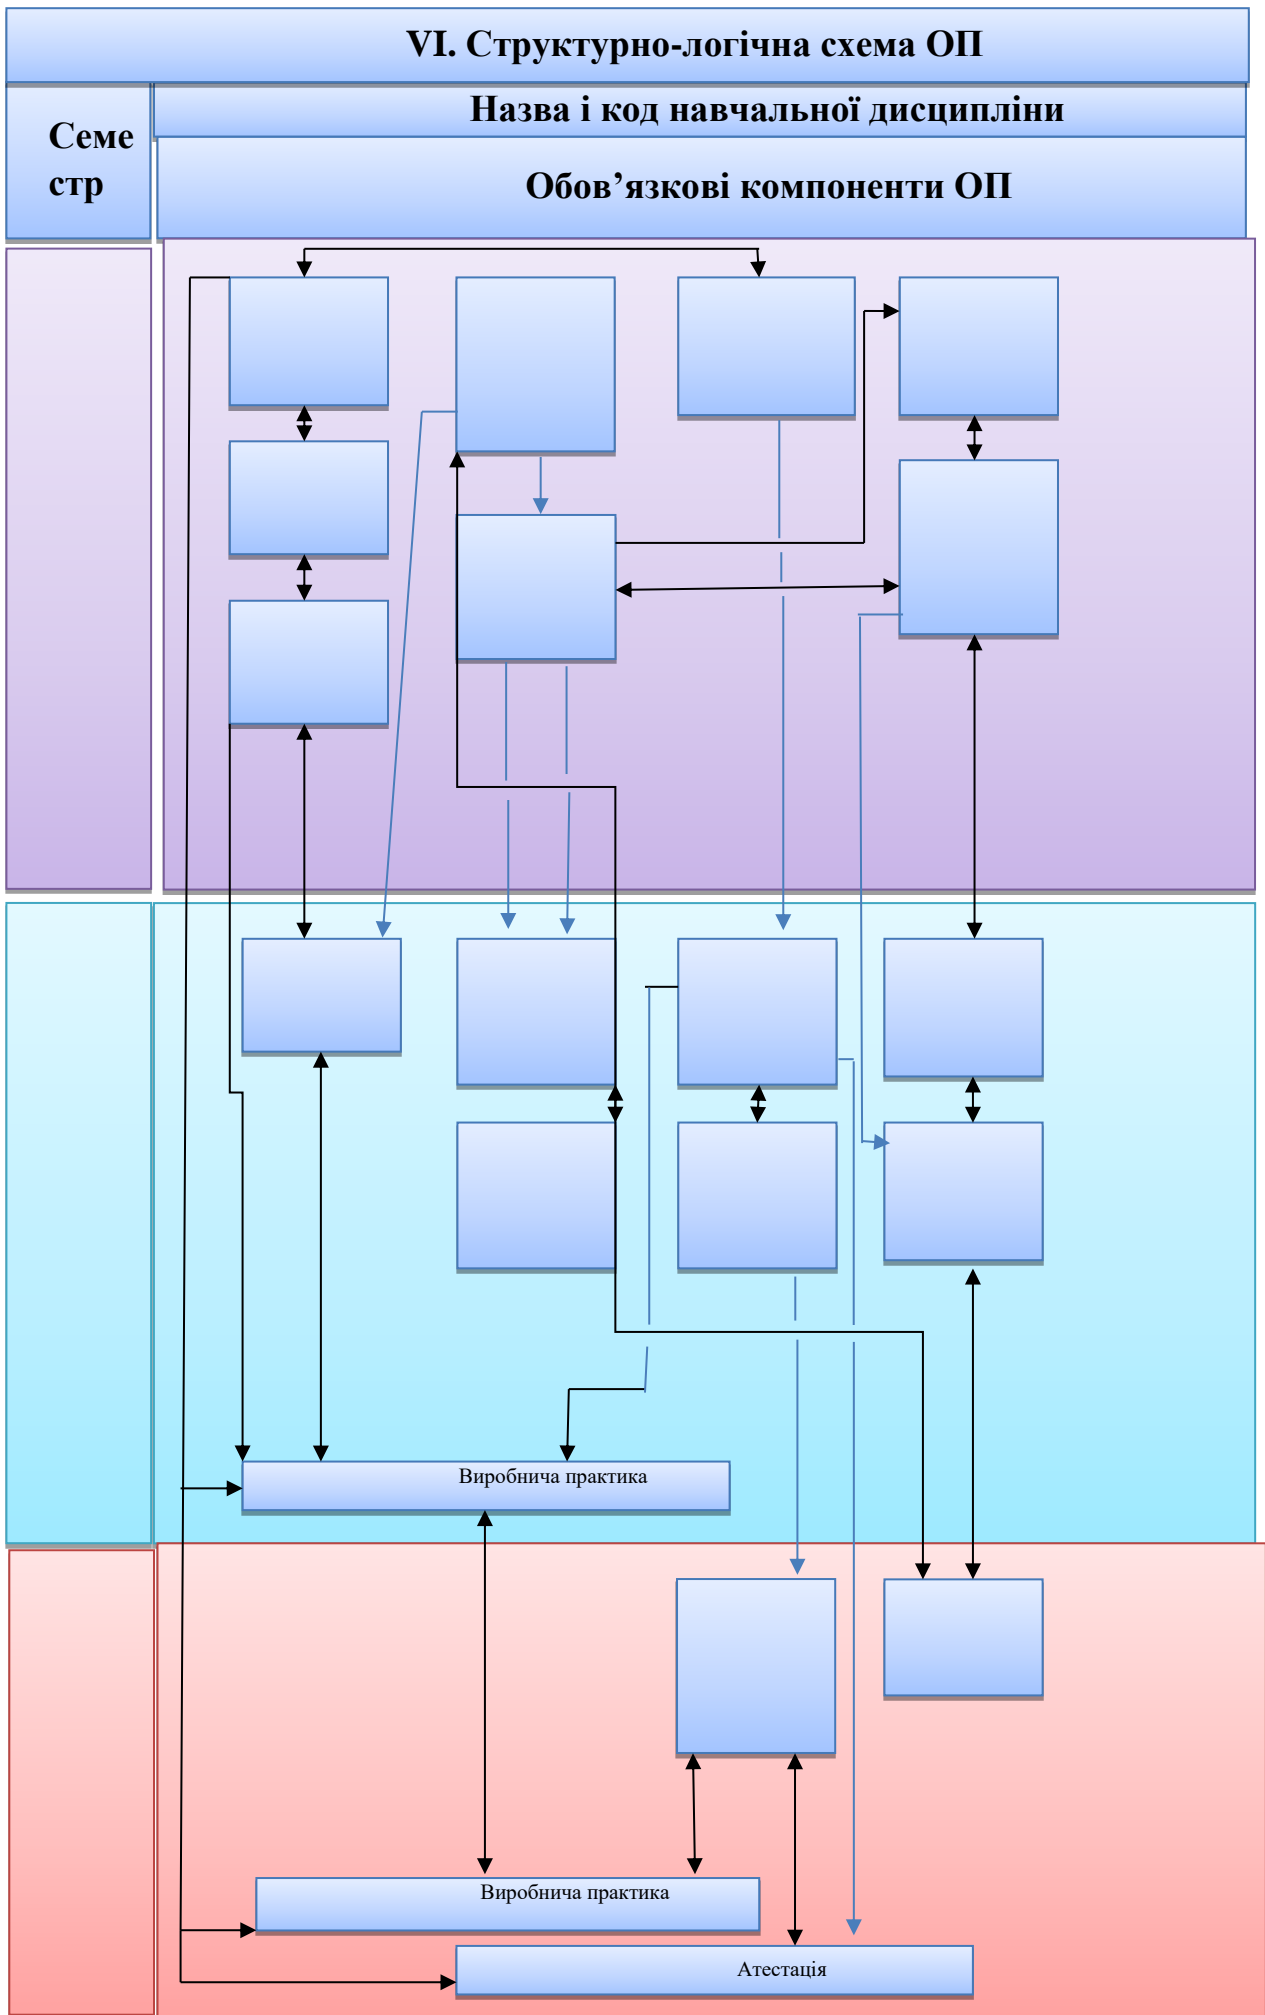 VI. Структурно-логічна схема ОП
Назва і код навчальної дисципліни
Семе
стр
Обов’язкові компоненти ОП
Виробнича практика
Виробнича практика
Атестація